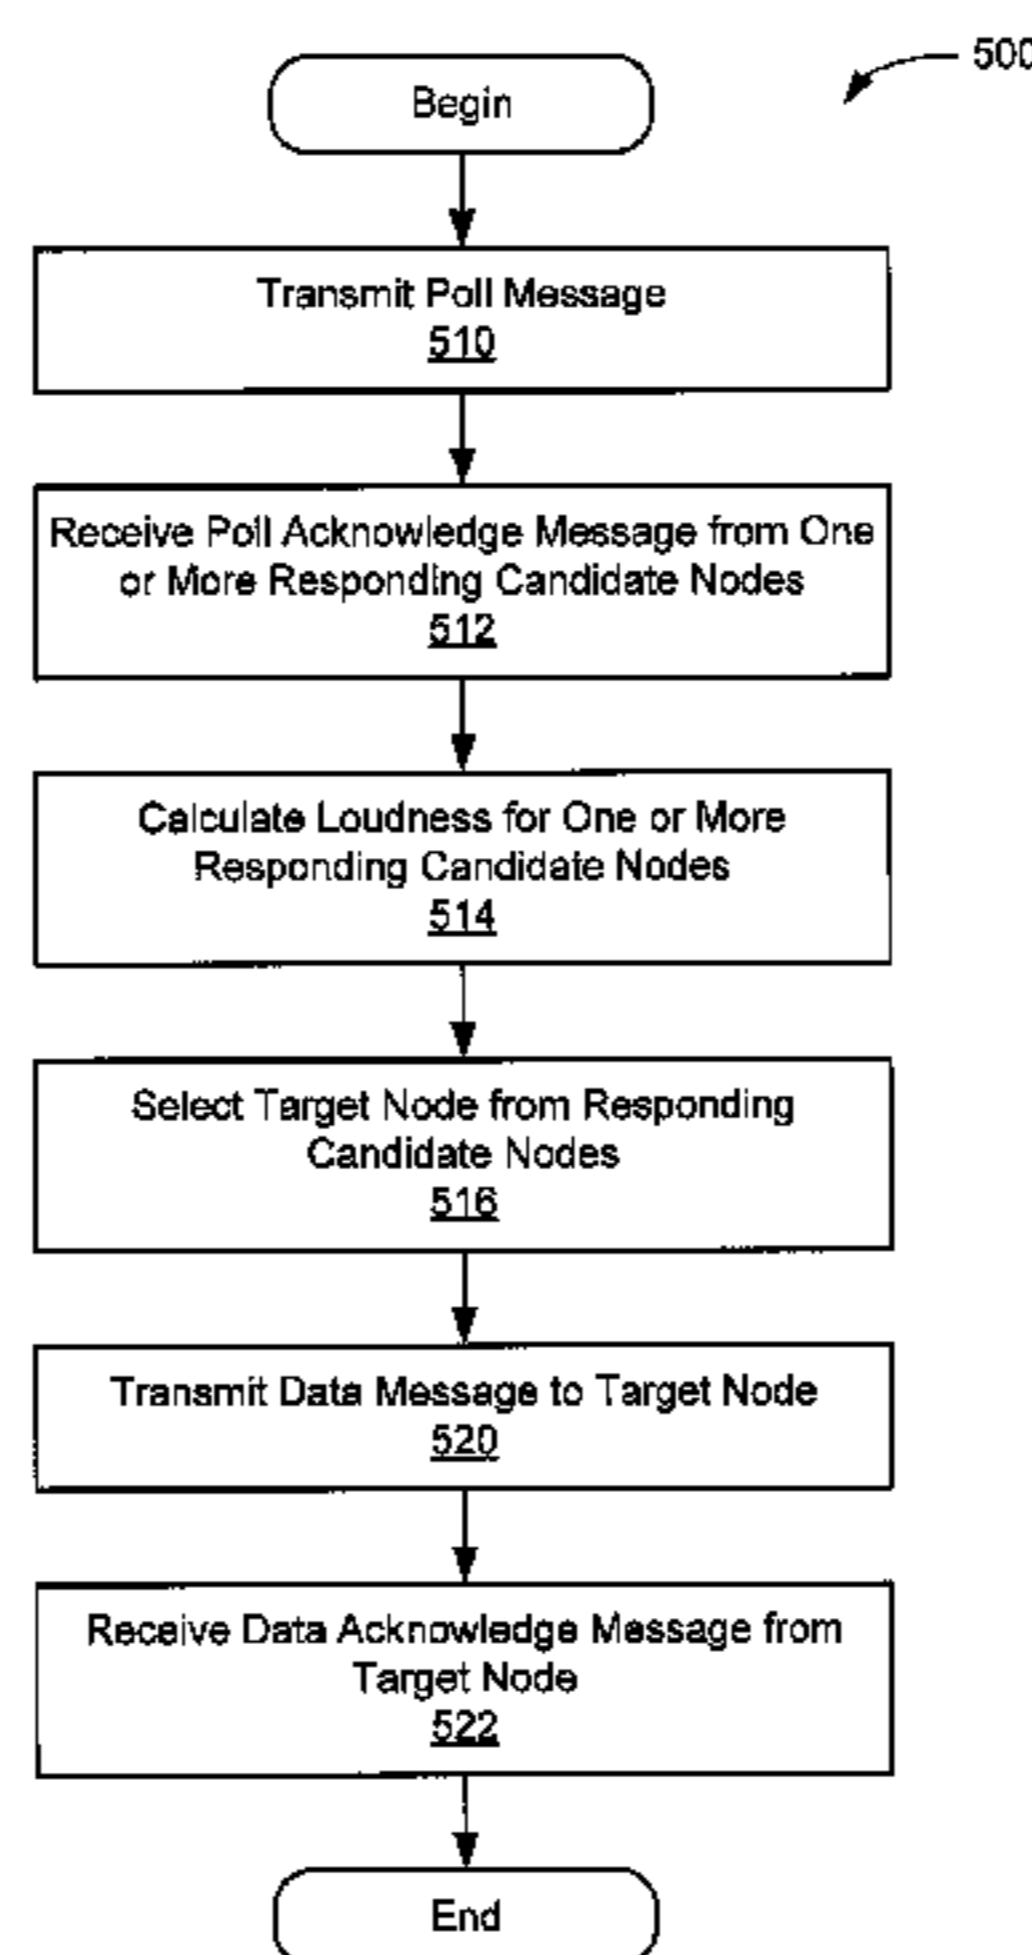 500
Begin
Transmit Poll Message
510
Receive Poll Acknowledge Message from One
or More Responding Candidate Nodes
512
Calculate Loudness for One or More
Responding Candidate Nodes
514
Select Target Node from Responding
Candidate Nodes
516
Transmit Data Message to Target Node
520
Receive Data Acknowledge Message from
Target Node
522
End